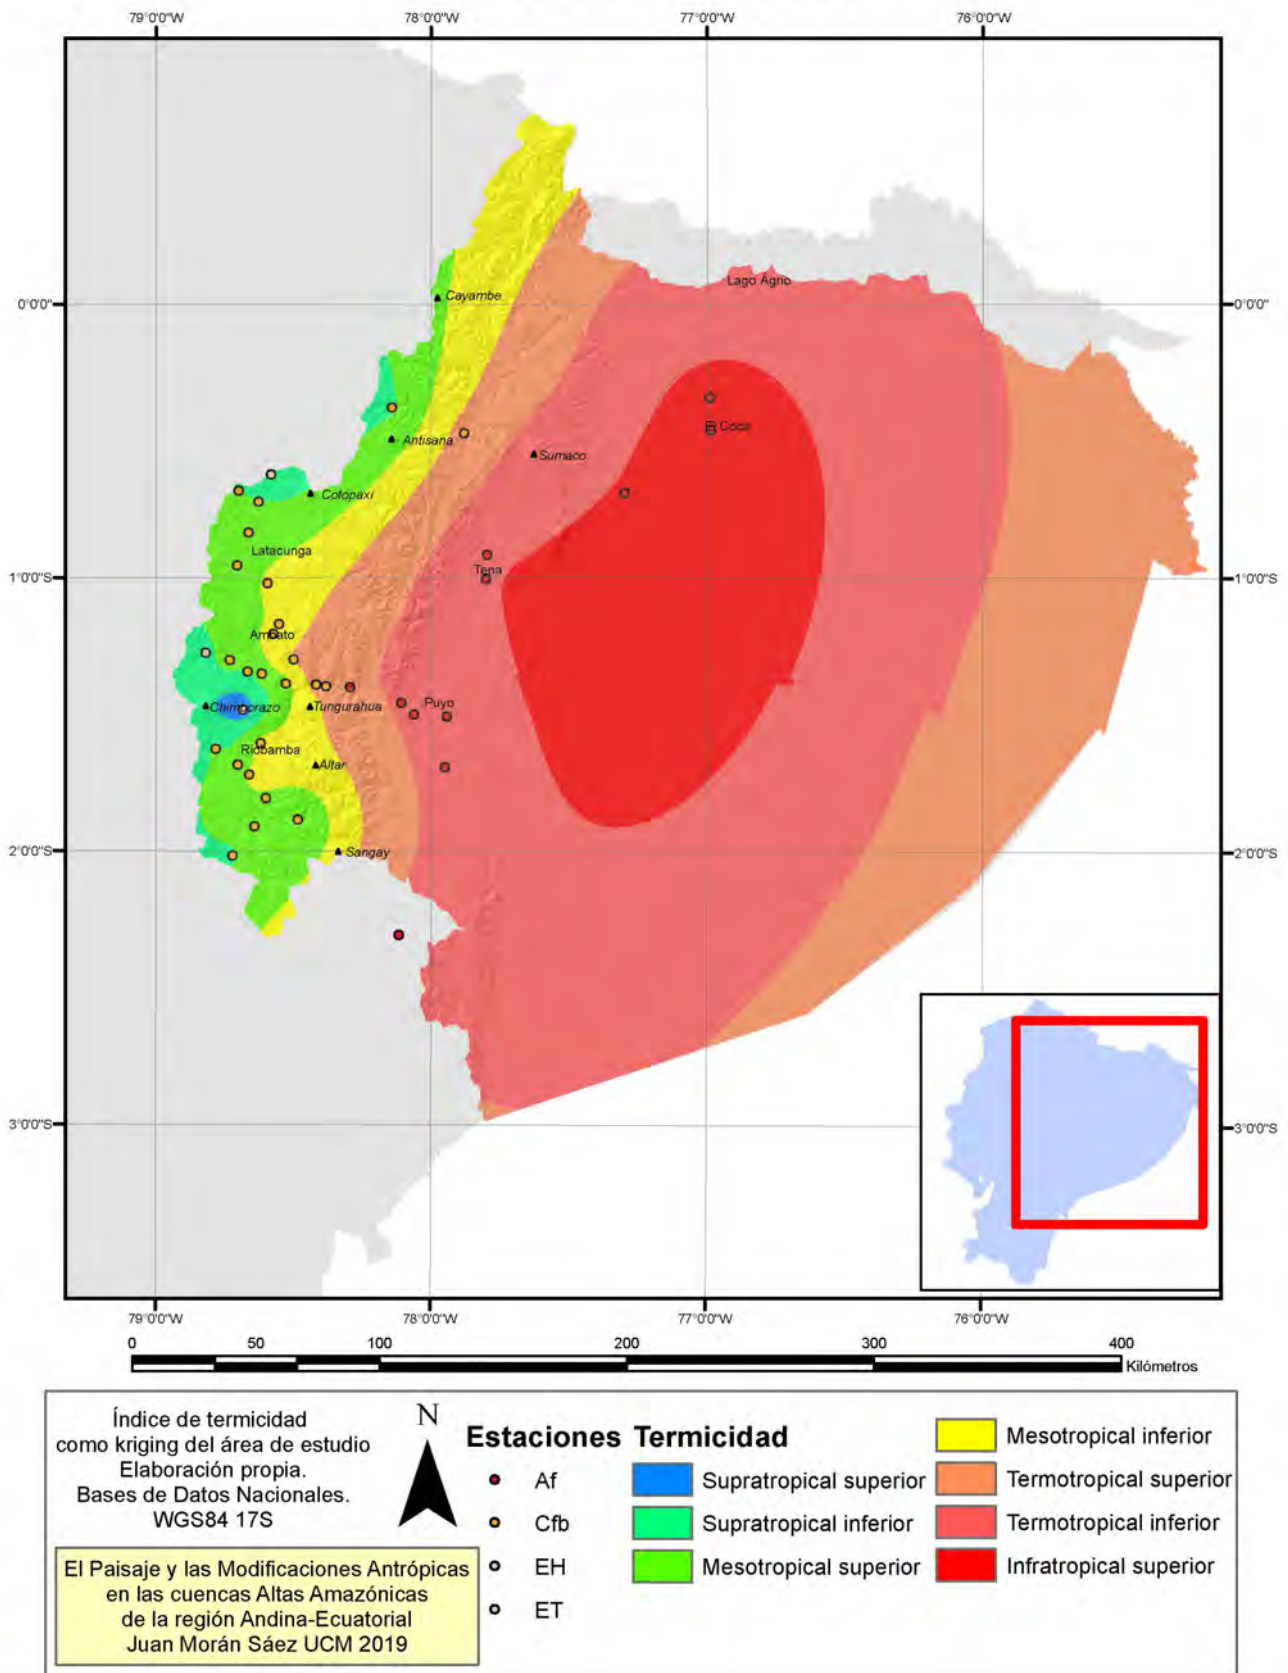 79°0'0"W
78°0'0"W
77°0'0"W
76°0'0"W
Lago Agrio
0°0'0"
Cayambe
0°0'0"
Antisana
Coca
Sumaco
Cotopaxi
Latacunga
Tena
1°0'0"S
1°0'0"S
Ambato
Chimborazo
Tungurahua
Puyo
Riobamba
Altar
2°0'0"S
Sangay
2°0'0"S
3°0'0"S
3°0'0"S
79°0'0"W
78°0'0"W
77°0'0"W
76°0'0"W
0 50 100 200 300 400
Kilómetros
Índice de termicidad
como kriging del área de estudio
Elaboración propia.
Bases de Datos Nacionales.
WGS84 17S
N
El Paisaje y las Modificaciones Antrópicas
en las cuencas Altas Amazónicas
de la región Andina-Ecuatorial
Juan Morán Sáez UCM 2019
Estaciones
Af
Cfb
EH
ET
Termicidad
Supratropical superior
Supratropical inferior
Mesotropical superior
Mesotropical inferior
Termotropical superior
Termotropical inferior
Infratropical superior